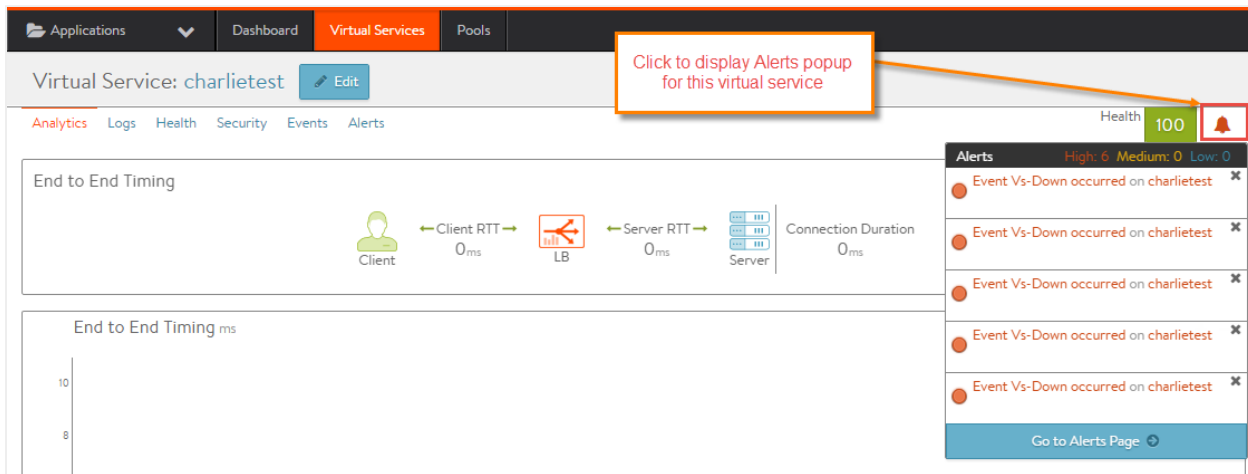 Applications
Dashboard
Virtual Services
Pools
Click to display Alerts popup
for this virtual service
Virtual Service: charlietest
Edit
Analytics
Logs
Health
Security
Events
Alerts
Health
100
Alerts
High: 6 Medium: 0 Low: 0
End to End Timing
Event Vs-Down occurred on charlietest
Event Vs-Down occurred on charlietest
Event Vs-Down occurred on charlietest
Event Vs-Down occurred on charlietest
Event Vs-Down occurred on charlietest
Go to Alerts Page
Client
Client RTT
0ms
LB
Server RTT
0ms
Server
Connection Duration
0ms
End to End Timing ms
10
8